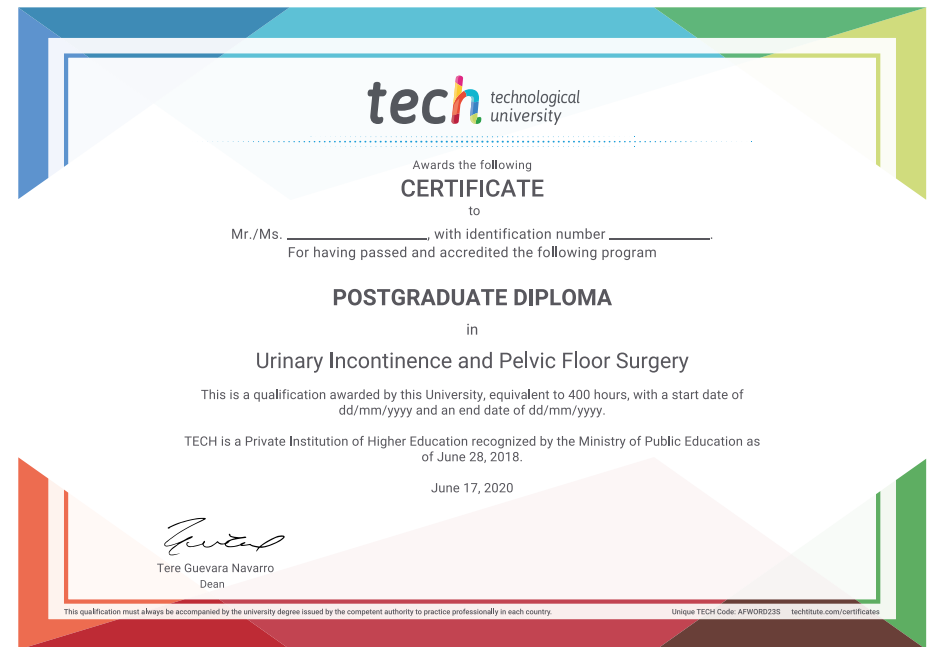 tech technological
university
Awards the following
CERTIFICATE
to
Mr./Ms. ____________________, with identification number ______________.
For having passed and accredited the following program
POSTGRADUATE DIPLOMA
in
Urinary Incontinence and Pelvic Floor Surgery
This is a qualification awarded by this University, equivalent to 400 hours, with a start date of
dd/mm/yyyy and an end date of dd/mm/yyyy.
TECH is a Private Institution of Higher Education recognized by the Ministry of Public Education as
of June 28, 2018.
June 17, 2020
Tere Guevara Navarro
Dean
This qualification must always be accompanied by the university degree issued by the competent authority to practice professionally in each country.
Unique TECH Code: AFWORD23S techtitute.com/certificates